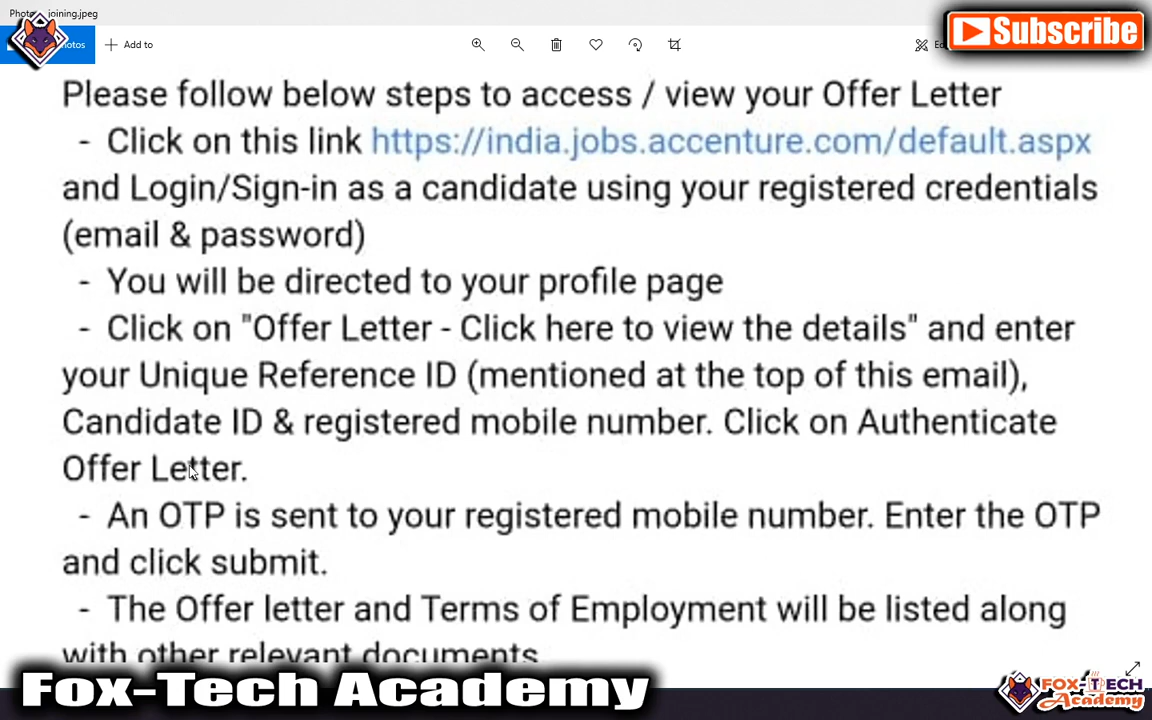 joining.jpeg
Add to
Subscribe
Please follow below steps to access / view your Offer Letter
- Click on this link https://india.jobs.accenture.com/default.aspx
and Login/Sign-in as a candidate using your registered credentials
(email & password)
- You will be directed to your profile page
- Click on "Offer Letter - Click here to view the details" and enter
your Unique Reference ID (mentioned at the top of this email),
Candidate ID & registered mobile number. Click on Authenticate
Offer Letter.
- An OTP is sent to your registered mobile number. Enter the OTP
and click submit.
- The Offer letter and Terms of Employment will be listed along
with other relevant documents
Fox-Tech Academy
FOX-TECH
Academy